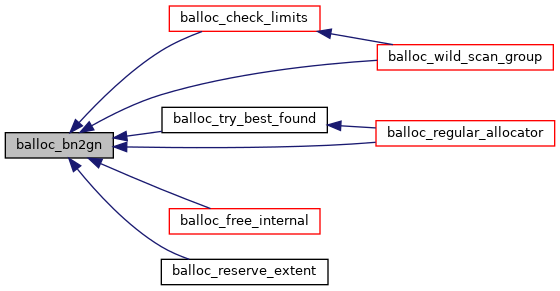 balloc_check_limits
balloc_wild_scan_group
balloc_try_best_found
balloc_regular_allocator
balloc_bn2gn
balloc_free_internal
balloc_reserve_extent